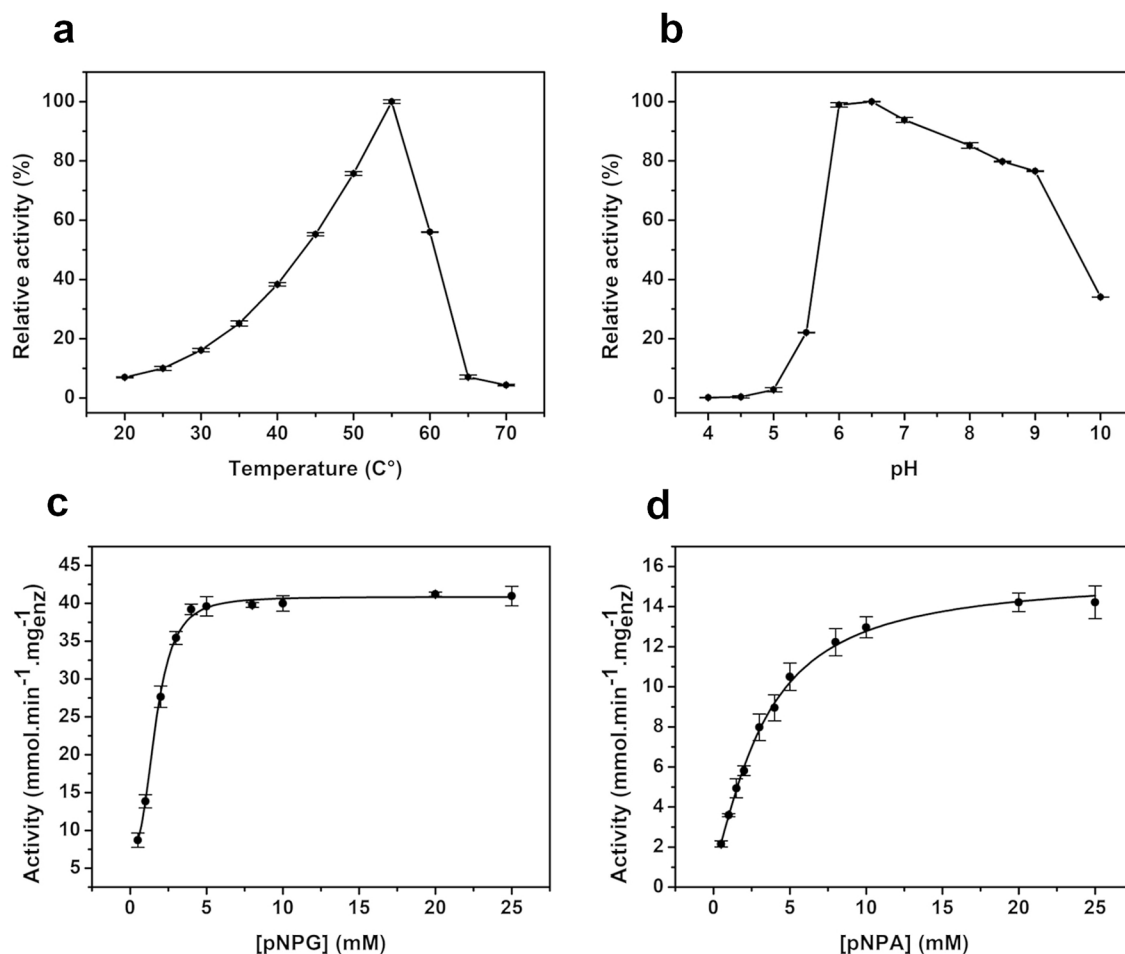 a
100
80
60
40
20
0
Relative activity (%)
20 30 40 50 60 70
Temperature (C°)
b
100
80
60
40
20
0
Relative activity (%)
4 5 6 7 8 9 10
pH
c
45
40
35
30
25
20
15
10
5
Activity (mmol.min⁻¹.mg⁻¹enz)
0 5 10 15 20 25
[pNPG] (mM)
d
16
14
12
10
8
6
4
2
0
Activity (mmol.min⁻¹.mg⁻¹enz)
0 5 10 15 20 25
[pNPA] (mM)